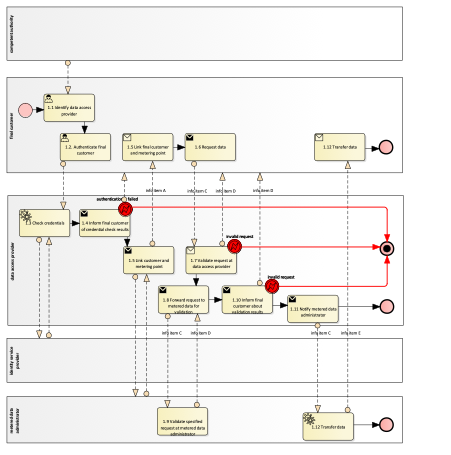 competent authority
final customer
1.1 Identify data access
provider
1.2. Authenticate final
customer
1.5 Link final customer
and metering point
1.6 Request data
1.12 Transfer data
info item A
info item C
info item D
info item D
data access provider
authentication failed
1.3 Check credentials
1.4 Inform final customer
of credential check results
1.5 Link customer and
metering point
1.7 Validate request at
data access provider
invalid request
invalid request
1.8 Forward request to
metered data for
validation
1.10 Inform final
customer about
validation results
1.11 Notify metered data
administrator
info item C
info item D
info item C
info item E
identity service
provider
metered data
administrator
1.9 Validate specified
request at metered data
administrator
1.12 Transfer data